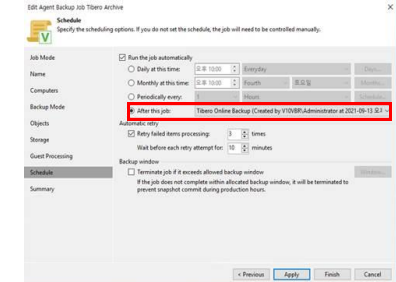 Edit Agent Backup Job Tibero Archive
Schedule
Specify the scheduling options. If you do not set the schedule, the job will need to be controlled manually.
Job Mode
Name
Computers
Backup Mode
Objects
Storage
Guest Processing
Schedule
Summary
Run the job automatically
Daily at this time: 오후 10:00 Everyday Days...
Monthly at this time: 오후 10:00 Fourth 토요일 Months...
Periodically every: 1 Hours Schedule...
After this job: Tibero Online Backup (Created by V10VBR\Administrator at 2021-09-13 오후
Automatic retry
Retry failed items processing: 3 times
Wait before each retry attempt for: 10 minutes
Backup window
Terminate job if it exceeds allowed backup window Window...
If the job does not complete within allocated backup window, it will be terminated to
prevent snapshot commit during production hours.
< Previous Apply Finish Cancel